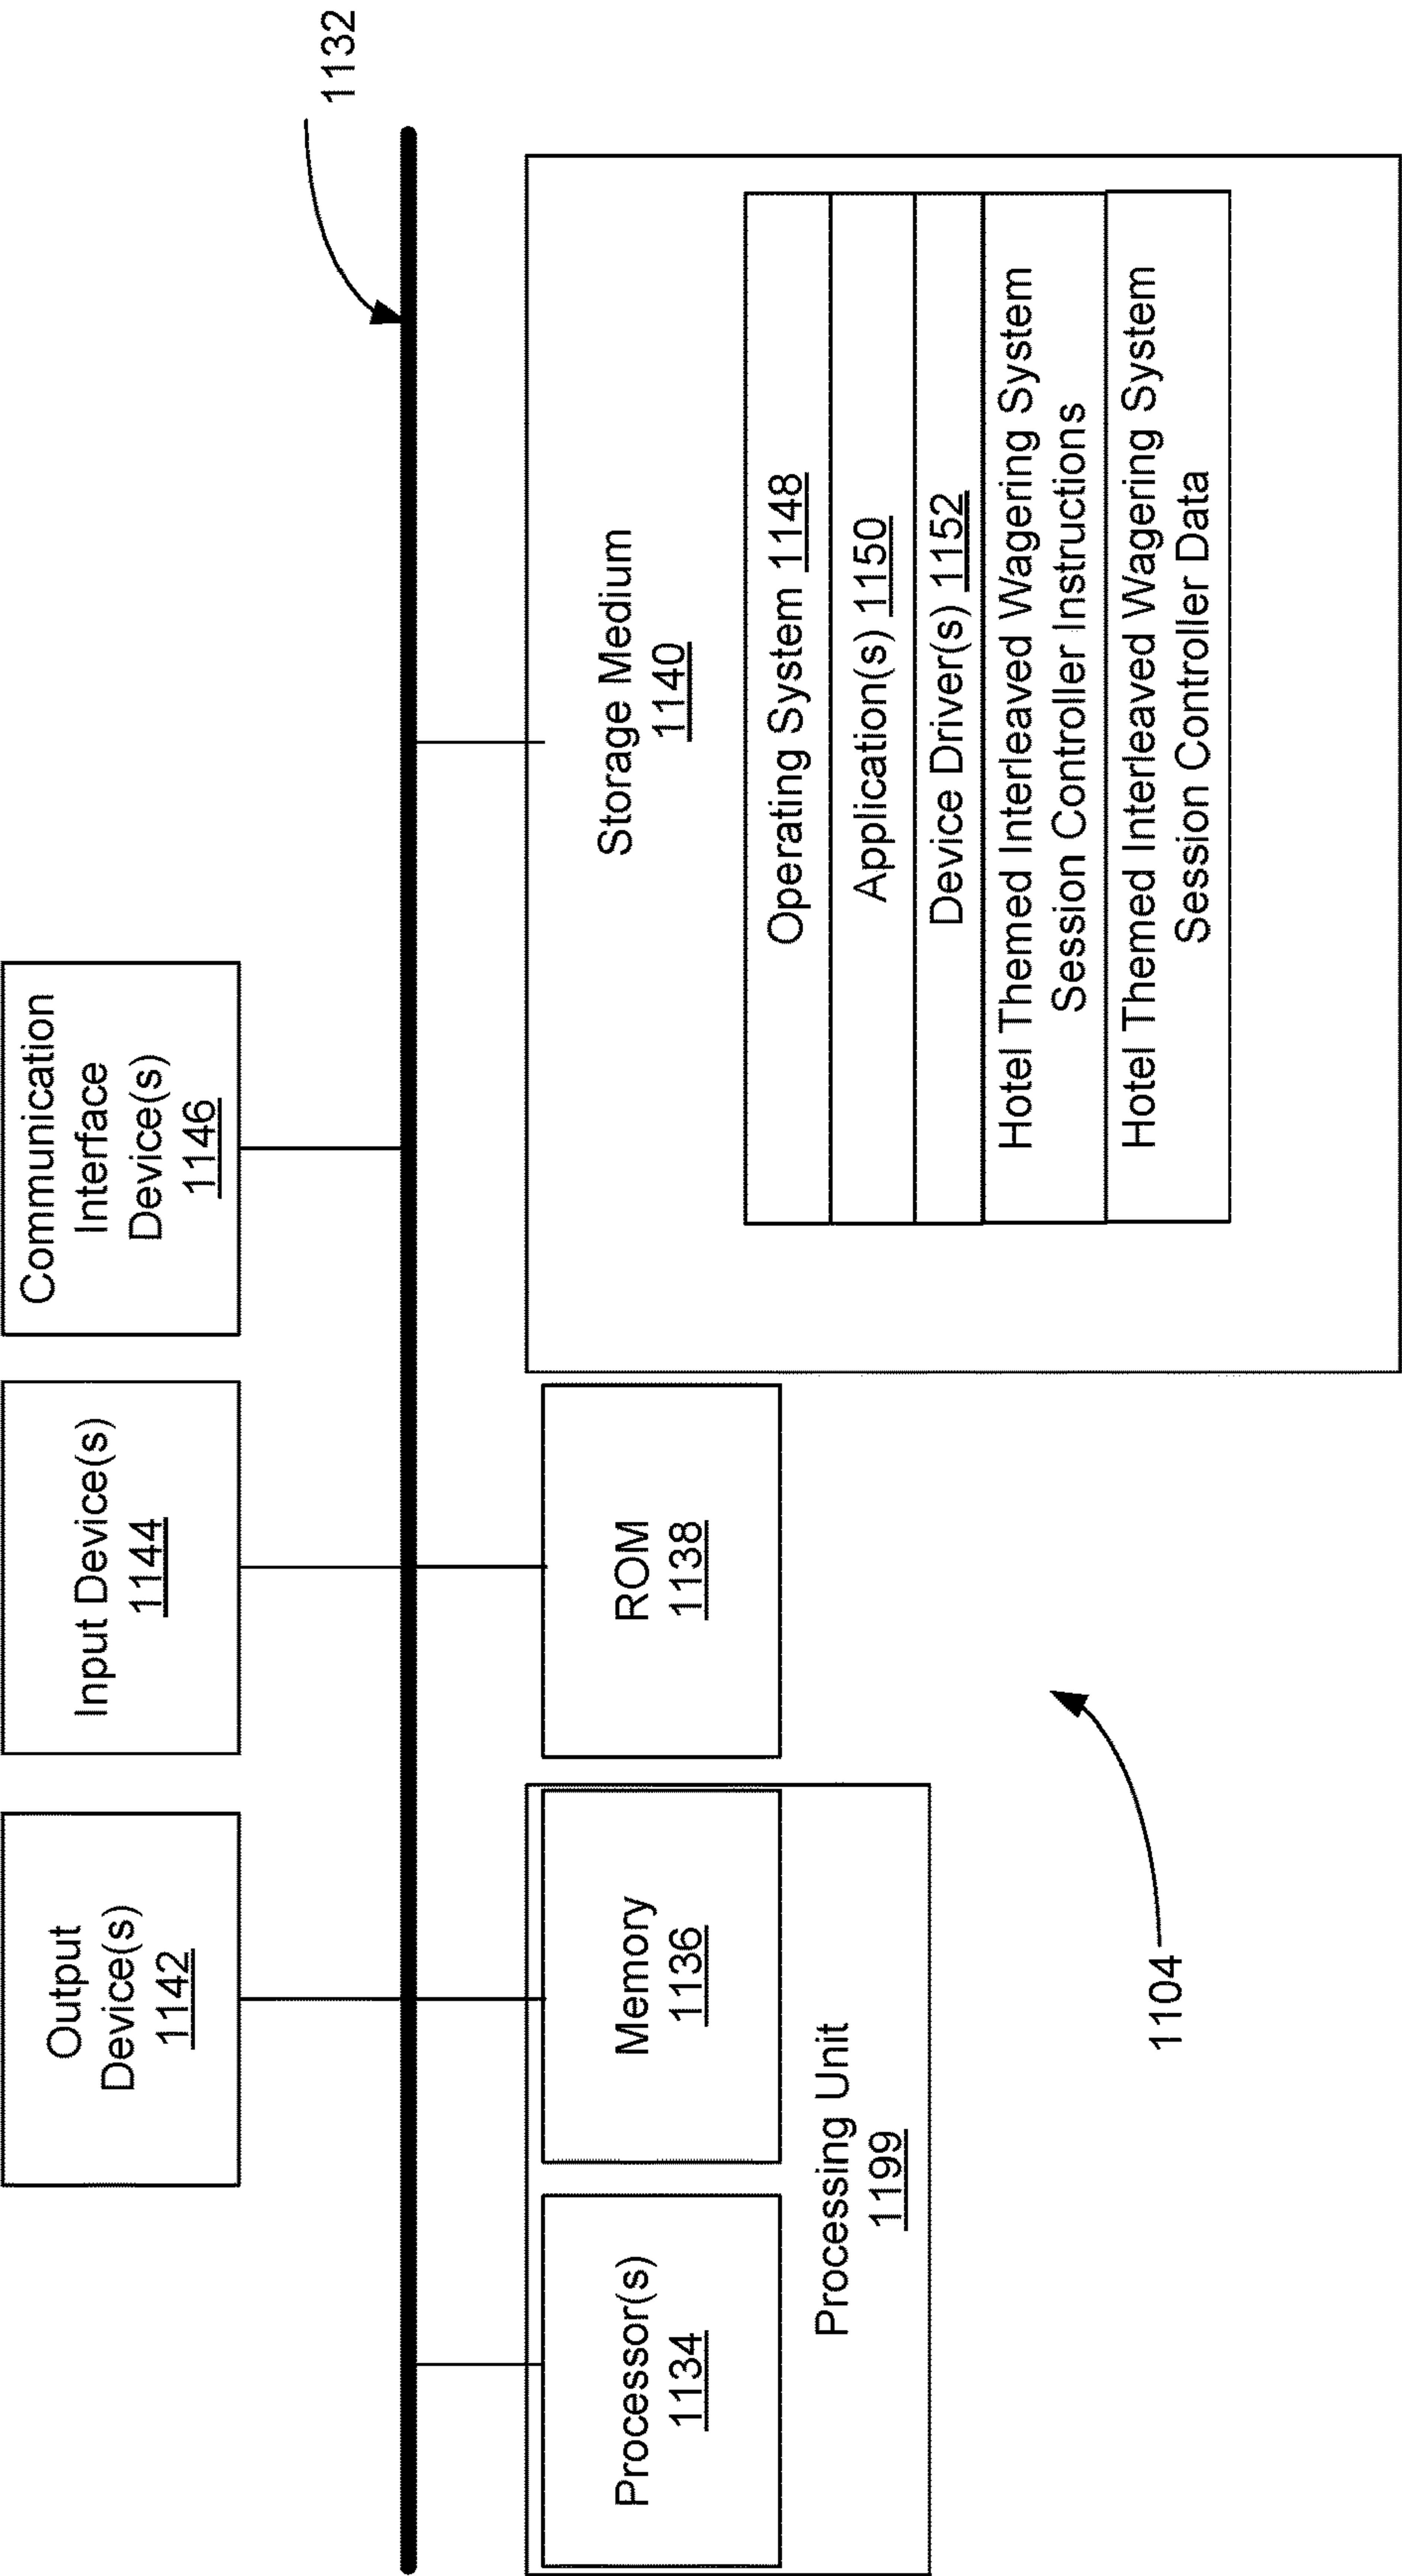 Output
Device(s)
1142
Input Device(s)
1144
Communication
Interface
Device(s)
1146
1132
Processor(s)
1134
Memory
1136
Processing Unit
1199
ROM
1138
Storage Medium
1140
Operating System 1148
Application(s) 1150
Device Driver(s) 1152
Hotel Themed Interleaved Wagering System
Session Controller Instructions
Hotel Themed Interleaved Wagering System
Session Controller Data
1104